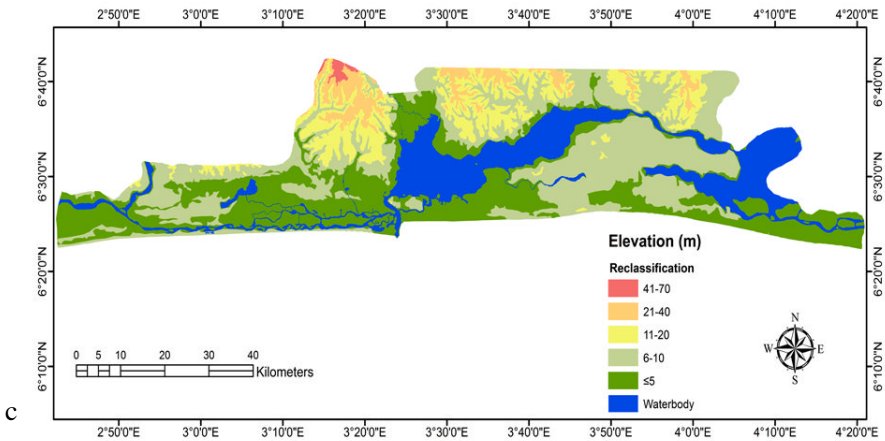 2°50'0"E 3°0'0"E 3°10'0"E 3°20'0"E 3°30'0"E 3°40'0"E 3°50'0"E 4°0'0"E 4°10'0"E 4°20'0"E
6°40'0"N
6°40'0"N
6°30'0"N
6°30'0"N
6°20'0"N
6°20'0"N
6°10'0"N
6°10'0"N
Elevation (m)
Reclassification
41-70
21-40
11-20
6-10
≤5
Waterbody
N
W E
S
0 5 10 20 30 40
Kilometers
c
2°50'0"E 3°0'0"E 3°10'0"E 3°20'0"E 3°30'0"E 3°40'0"E 3°50'0"E 4°0'0"E 4°10'0"E 4°20'0"E